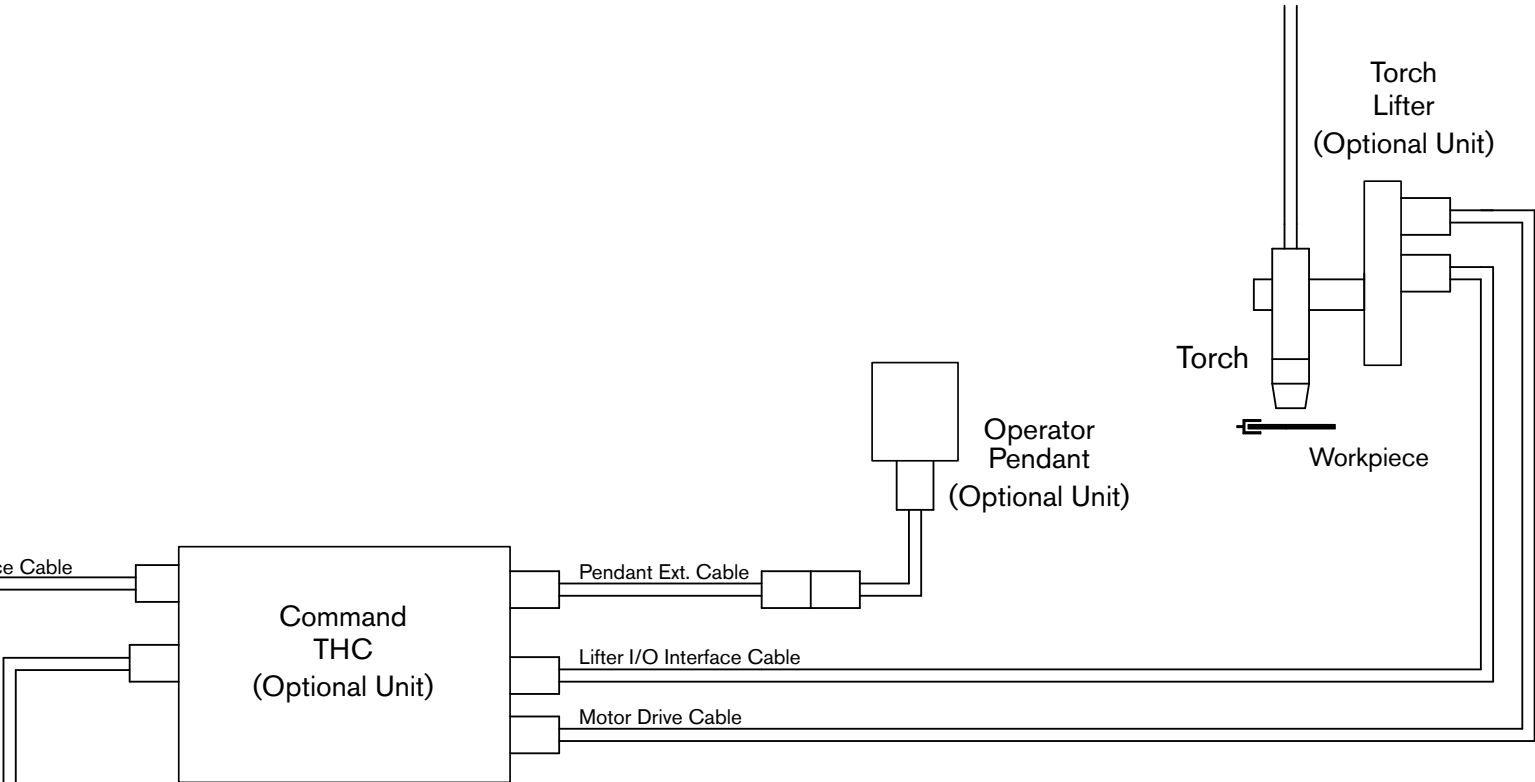 Torch
Lifter
(Optional Unit)
Torch
Operator
Pendant
(Optional Unit)
Workpiece
Cable
Pendant Ext. Cable
Command
THC
(Optional Unit)
Lifter I/O Interface Cable
Motor Drive Cable